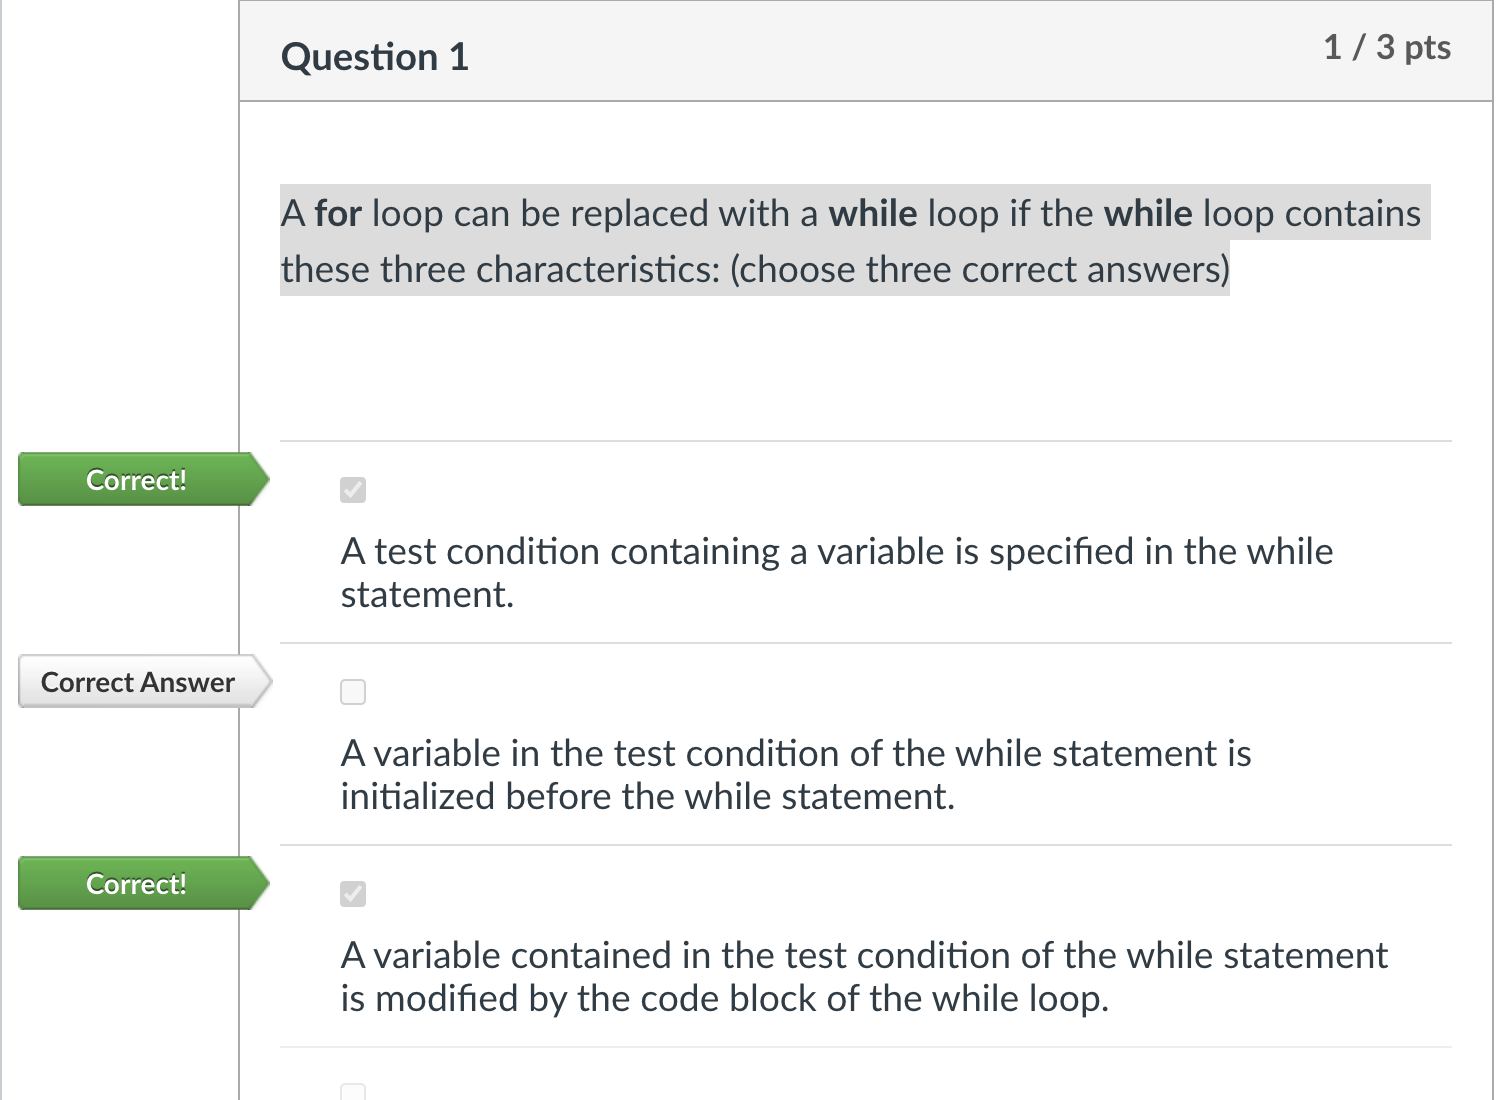 Question 1
1 / 3 pts
A for loop can be replaced with a while loop if the while loop contains
these three characteristics: (choose three correct answers)
Correct!
A test condition containing a variable is specified in the while
statement.
Correct Answer
A variable in the test condition of the while statement is
initialized before the while statement.
Correct!
A variable contained in the test condition of the while statement
is modified by the code block of the while loop.